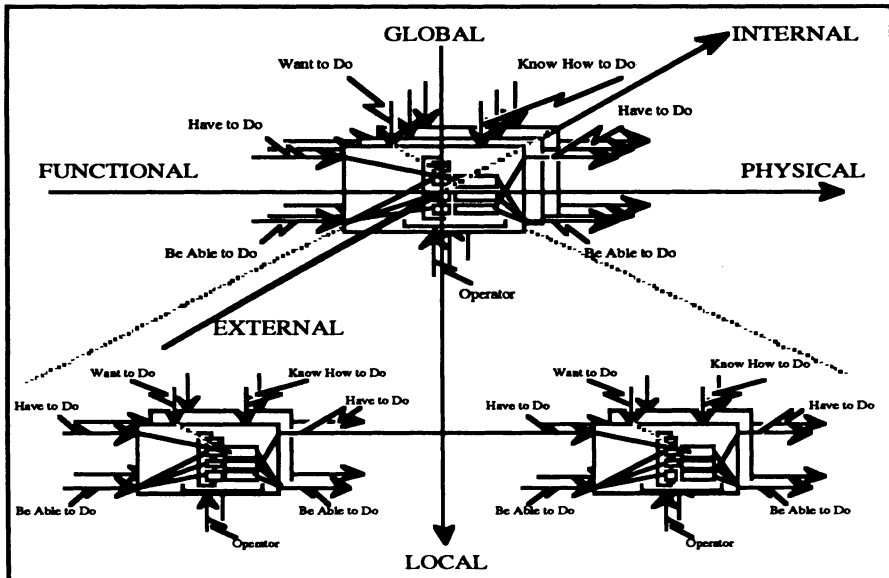 GLOBAL
INTERNAL
Want to Do
Know How to Do
Have to Do
Have to Do
FUNCTIONAL
PHYSICAL
Be Able to Do
Be Able to Do
Operator
EXTERNAL
Want to Do
Know How to Do
Want to Do
Know How to Do
Have to Do
Have to Do
Have to Do
Have to Do
Be Able to Do
Be Able to Do
Be Able to Do
Be Able to Do
Operator
Operator
LOCAL